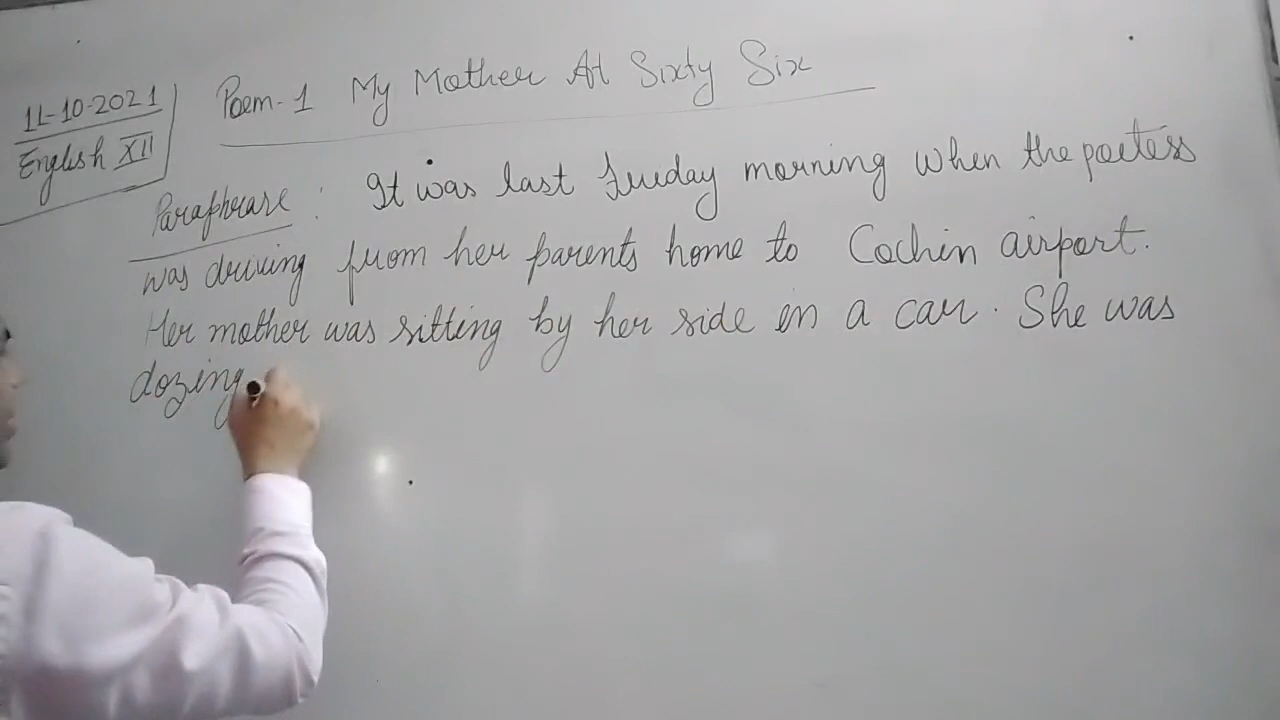 11-10-2021
English XII
Poem-1 My Mother At Sixty Six
Paraphrase : It was last Friday morning when the poetess
was driving from her parents home to Cochin airport.
Her mother was sitting by her side in a car. She was
dozing